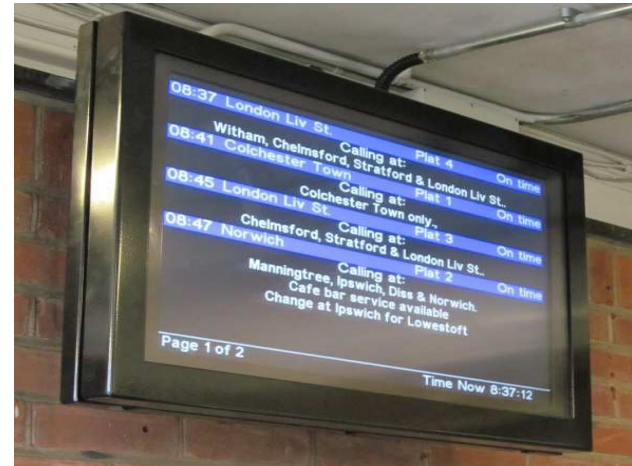 08:37 London Liv St. Plat 4 On time
Calling at:
Witham, Chelmsford, Stratford & London Liv St..
08:41 Colchester Town Plat 1 On time
Calling at:
Colchester Town only.,
08:45 London Liv St. Plat 3 On time
Calling at:
Chelmsford, Stratford & London Liv St..
08:47 Norwich Plat 2 On time
Calling at:
Manningtree, Ipswich, Diss & Norwich.
Cafe bar service available
Change at Ipswich for Lowestoft
Page 1 of 2
Time Now 8:37:12